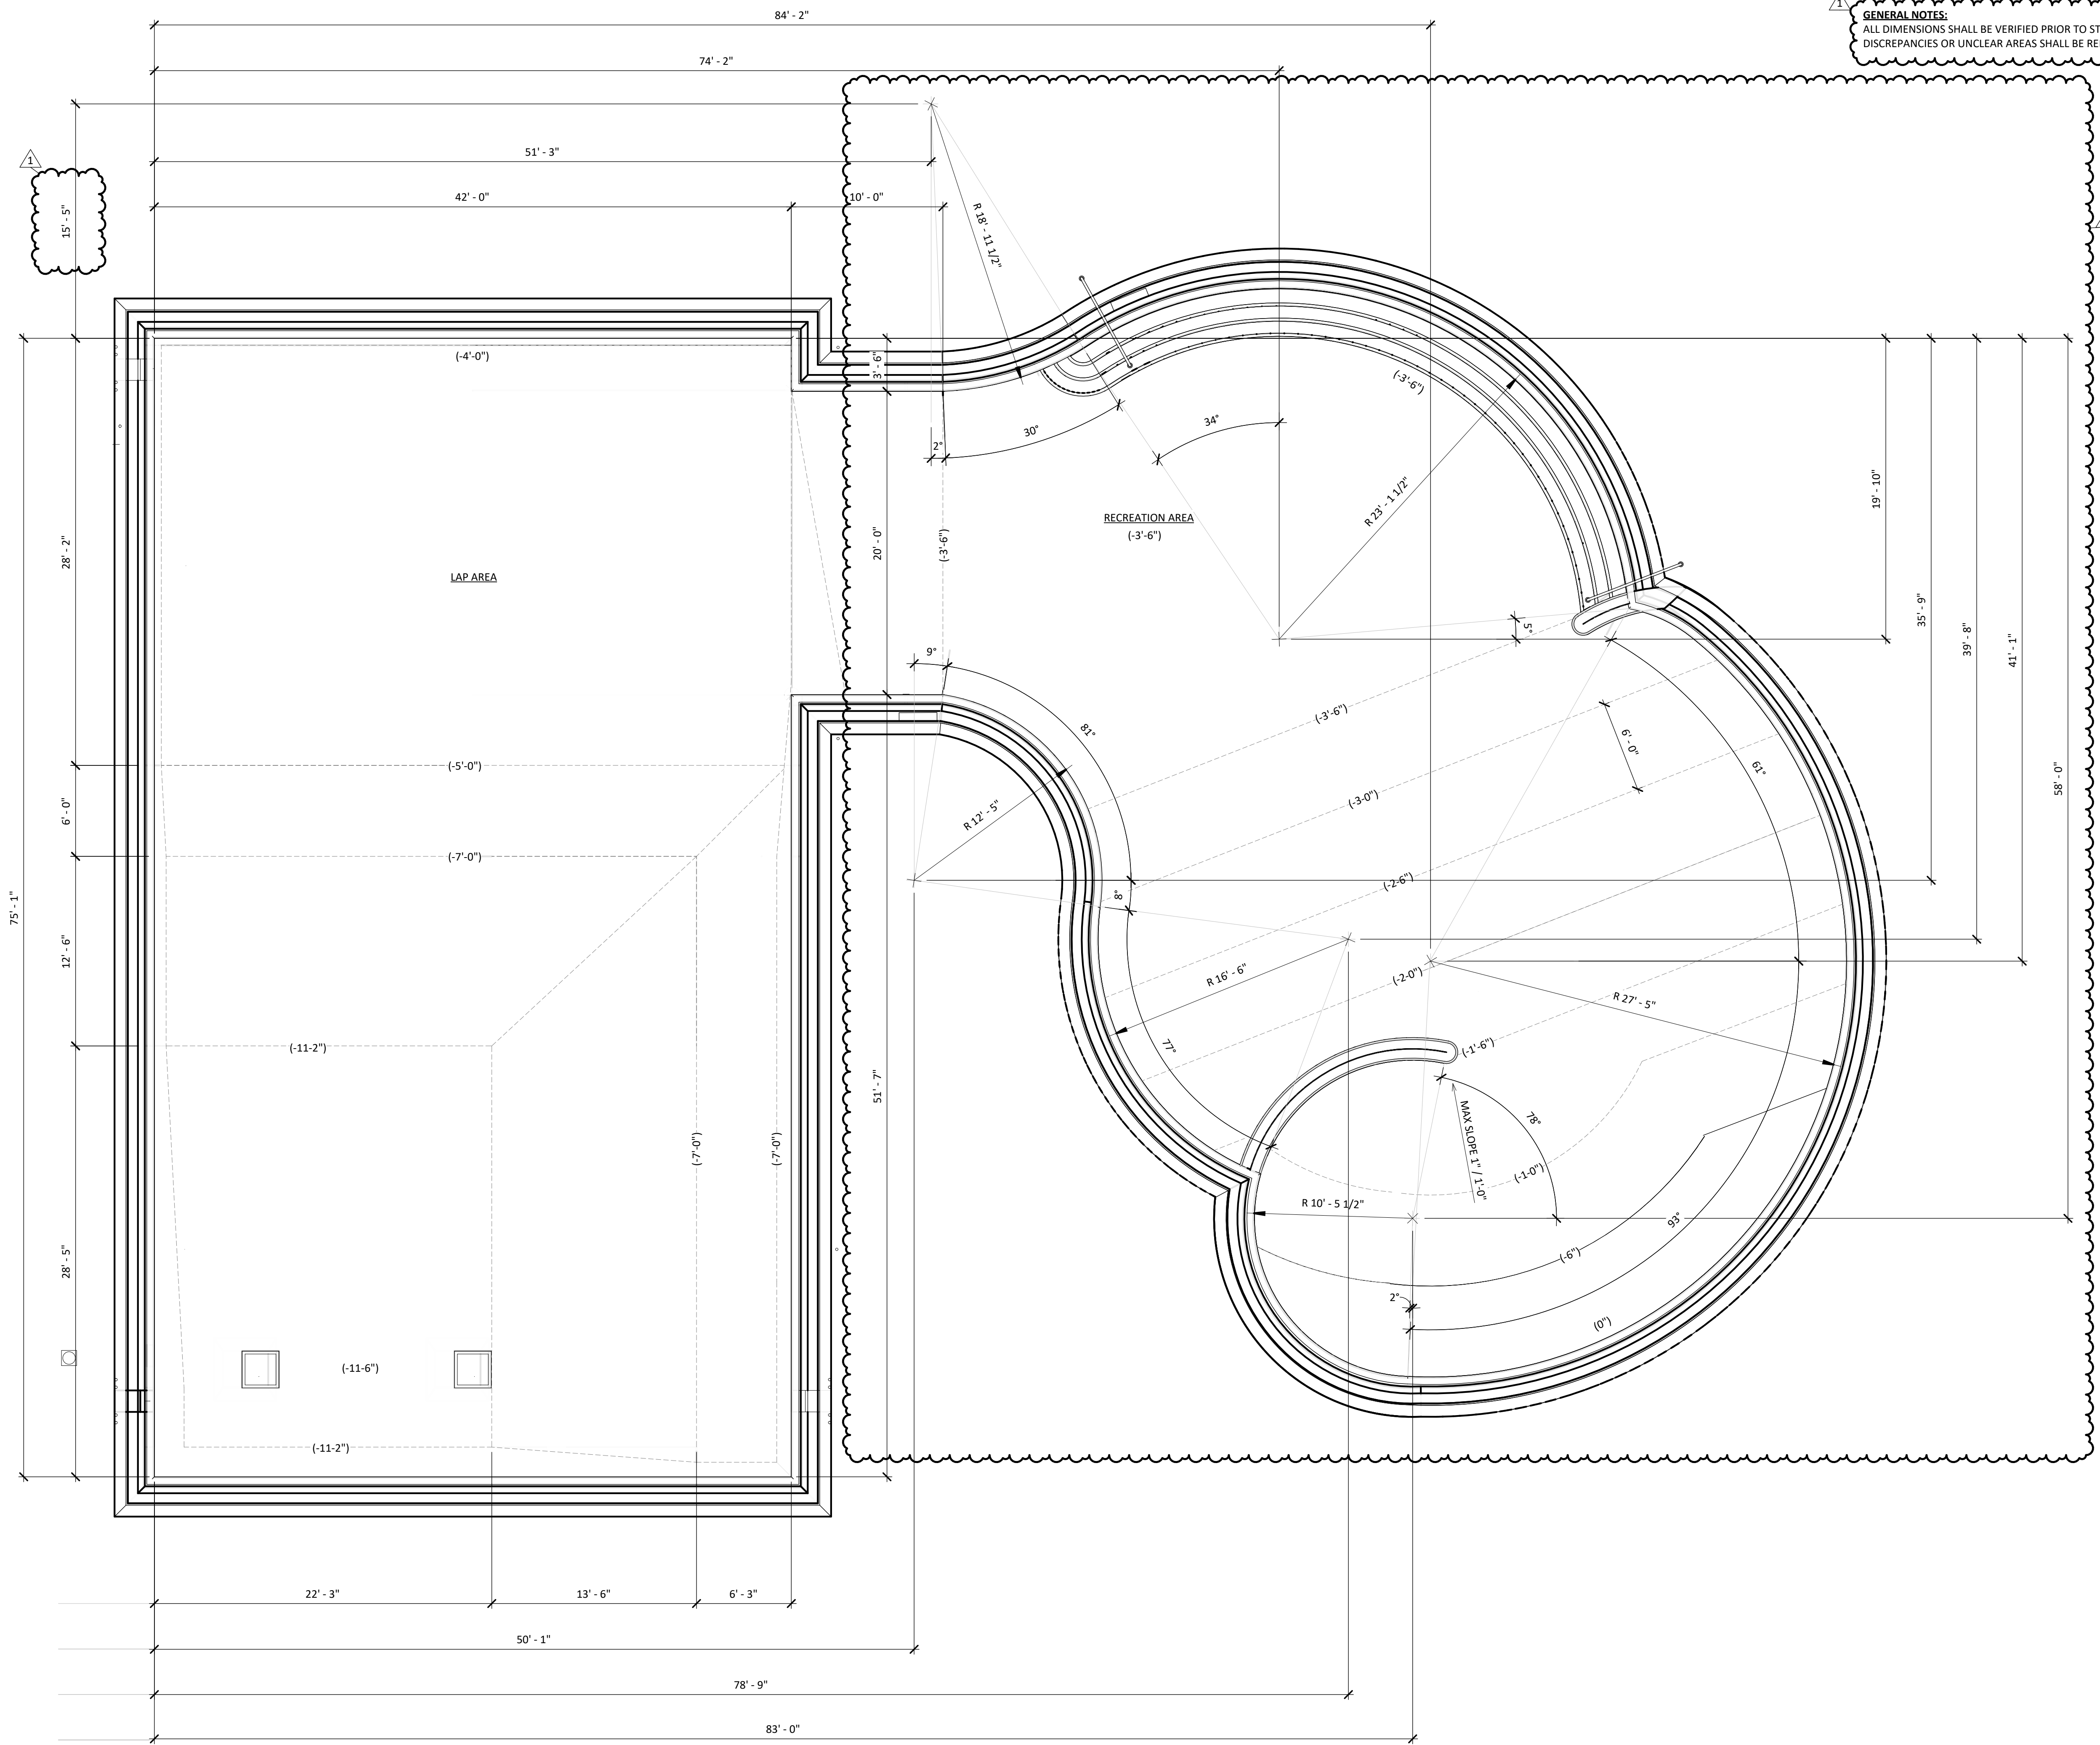 84' - 2"
1
GENERAL NOTES:
ALL DIMENSIONS SHALL BE VERIFIED PRIOR TO
DISCREPANCIES OR UNCLEAR AREAS SHALL BE
74' - 2"
51' - 3"
1
42' - 0"
10' - 0"
15' - 5"
R 18' - 11 1/2"
(-4'-0")
3' - 6"
(-3'-6")
34°
30°
2°
19' - 10"
R 23' - 1 1/2"
RECREATION AREA
(-3'-6")
28' - 2"
20' - 0"
(-3'-6")
LAP AREA
35' - 9"
5°
39' - 8"
41' - 1"
9°
(-3'-6")
81°
6' - 0"
61°
58' - 0"
(-5'-0")
6' - 0"
(-3-0")
R 12' - 5"
(-7'-0")
(-2-6")
8°
75' - 1"
12' - 6"
R 16' - 6"
(-2-0")
R 27' - 5"
(-11-2")
77°
(-1'-6")
51' - 7"
MAX SLOPE 1" / 1'-0"
78°
(-7'-0")
(-7'-0")
(-1-0")
R 10' - 5 1/2"
93°
28' - 5"
(-6")
2°
(0")
(-11-6")
(-11-2")
22' - 3"
13' - 6"
6' - 3"
50' - 1"
78' - 9"
83' - 0"